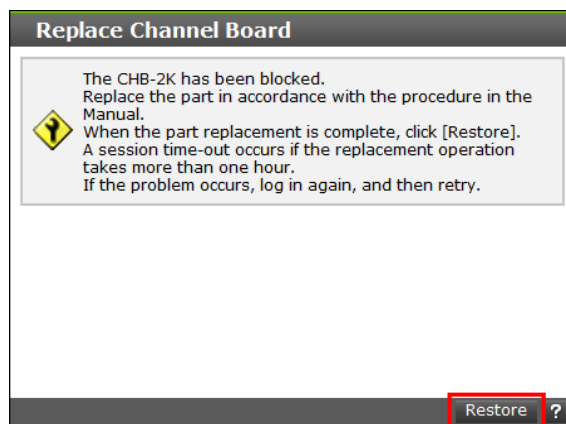 Replace Channel Board
The CHB-2K has been blocked.
Replace the part in accordance with the procedure in the
Manual.
When the part replacement is complete, click [Restore].
A session time-out occurs if the replacement operation
takes more than one hour.
If the problem occurs, log in again, and then retry.
Restore ?